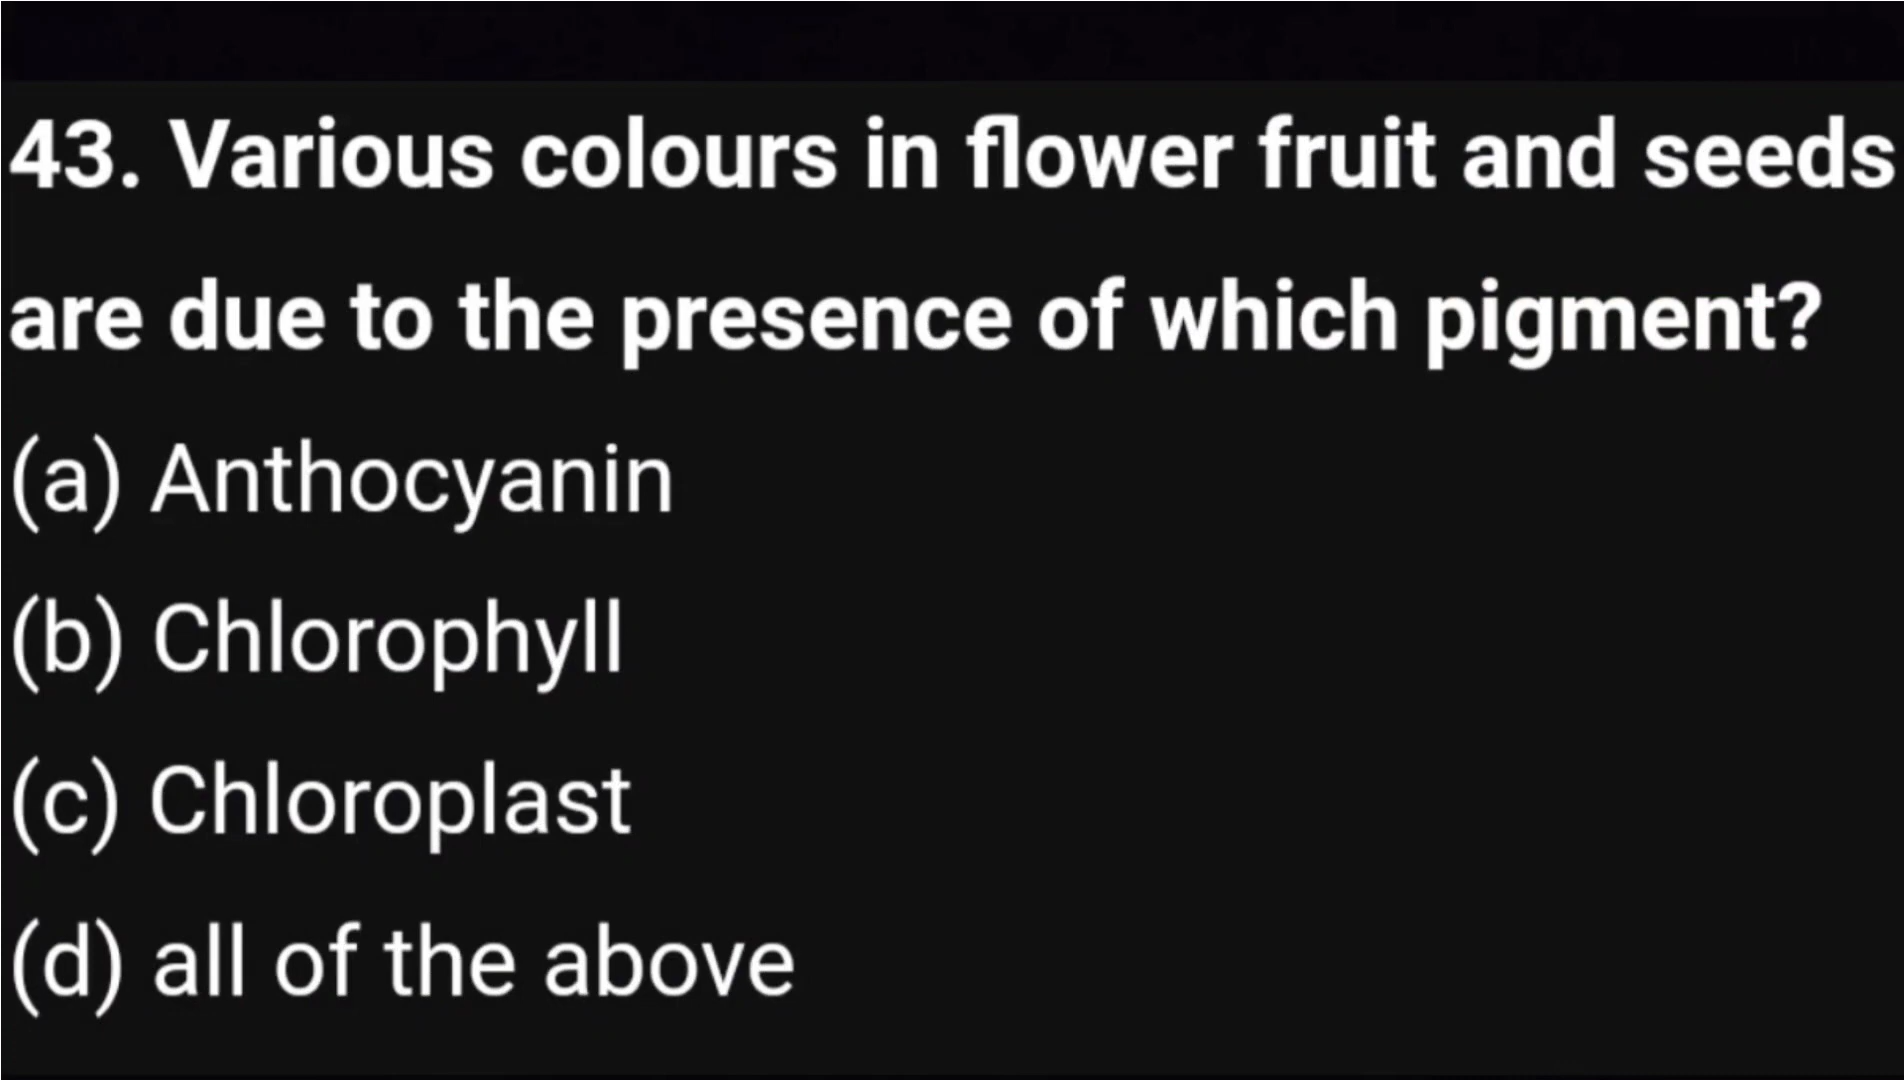 43. Various colours in flower fruit and seeds
are due to the presence of which pigment?
(a) Anthocyanin
(b) Chlorophyll
(c) Chloroplast
(d) all of the above